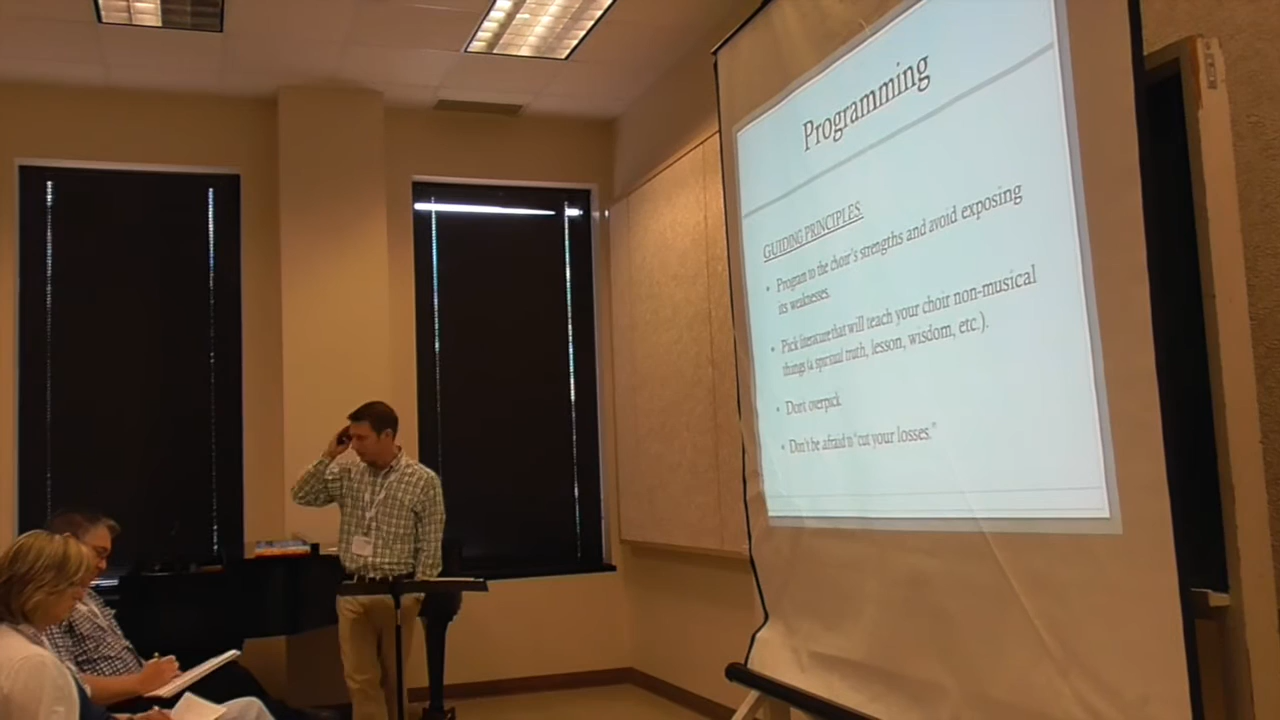 Programming
GUIDING PRINCIPLES:
• Program to the choir's strengths and avoid exposing
its weaknesses.
• Pick literature that will teach your choir non-musical
things (a spiritual truth, lesson, wisdom, etc.).
• Don't overpick
• Don't be afraid to "cut your losses."